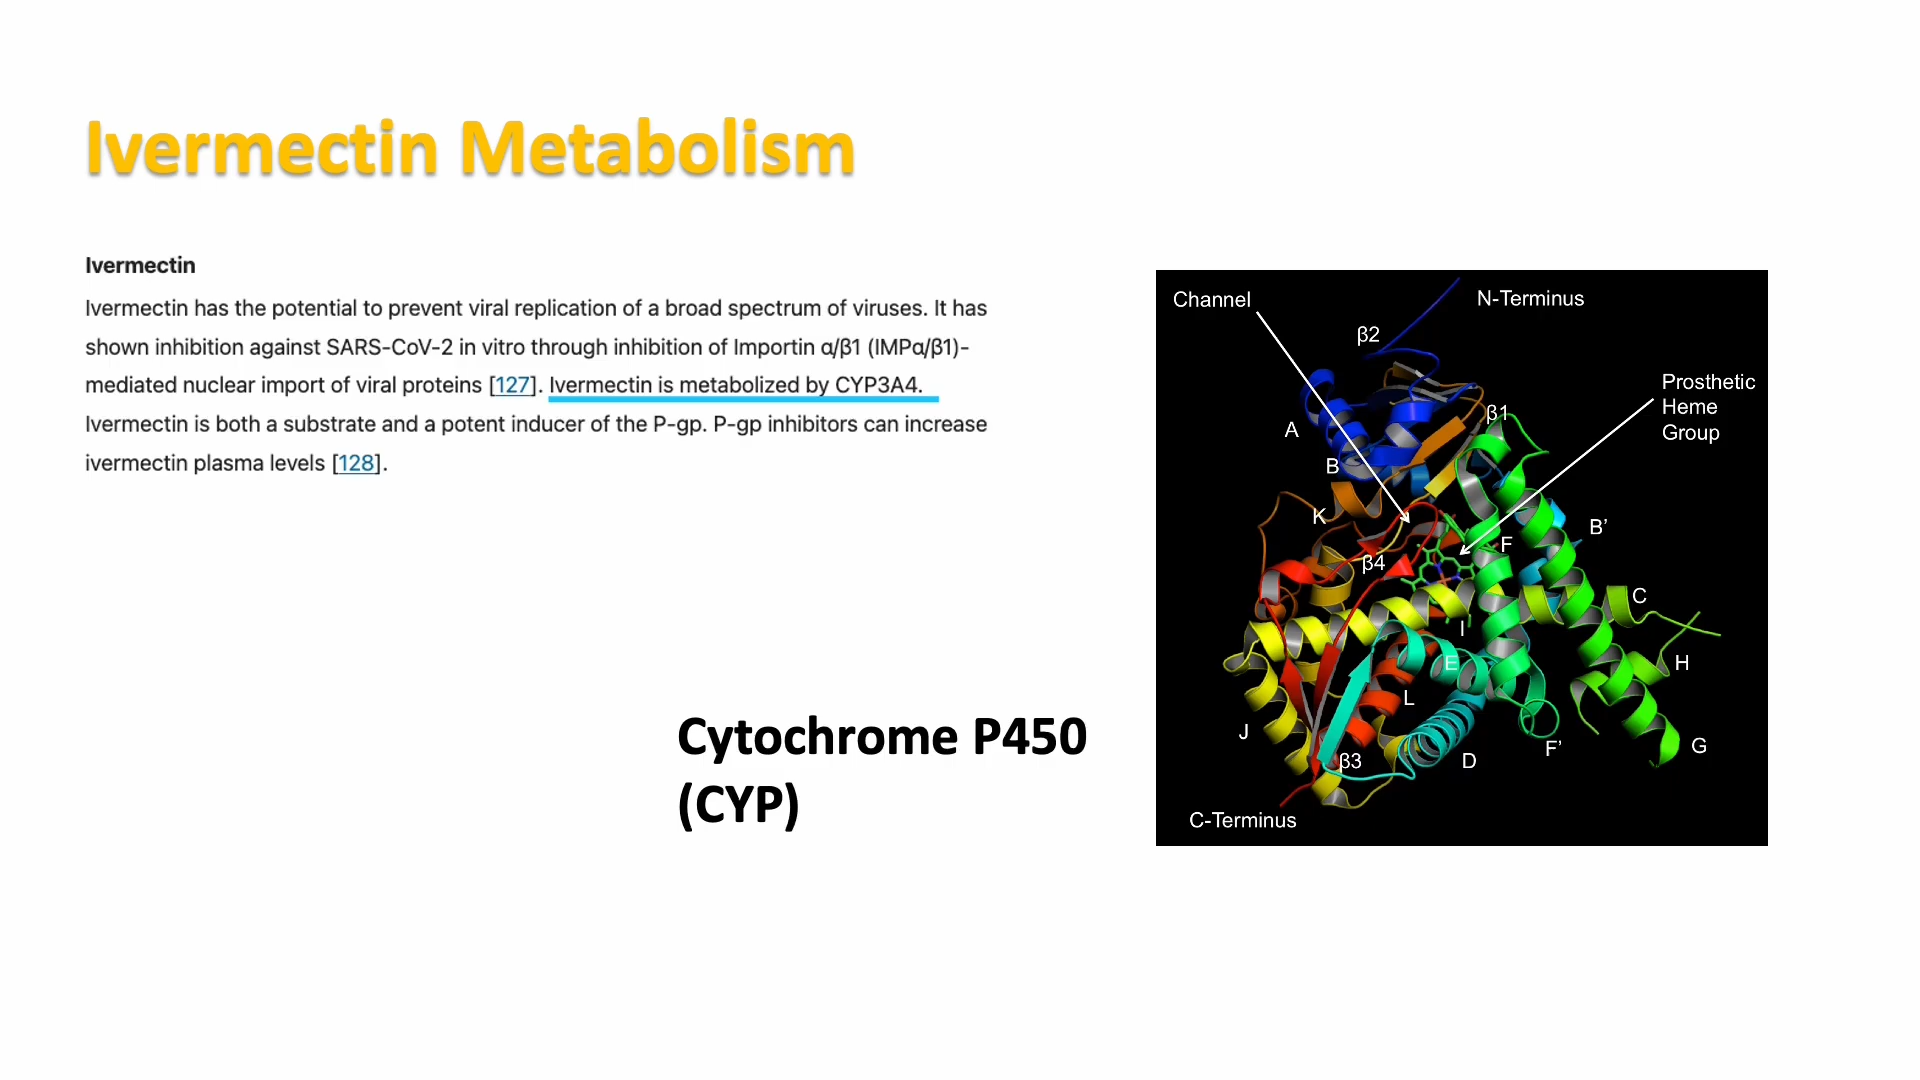 Ivermectin Metabolism
Ivermectin
Ivermectin has the potential to prevent viral replication of a broad spectrum of viruses. It has
shown inhibition against SARS-CoV-2 in vitro through inhibition of Importin α/β1 (IMPα/β1)-
mediated nuclear import of viral proteins [127]. Ivermectin is metabolized by CYP3A4.
Ivermectin is both a substrate and a potent inducer of the P-gp. P-gp inhibitors can increase
ivermectin plasma levels [128].
Cytochrome P450
(CYP)
Channel
N-Terminus
β2
Prosthetic
Heme
Group
β1
A
B
K
B’
F
β4
C
I
E
H
L
J
G
F’
β3
D
C-Terminus